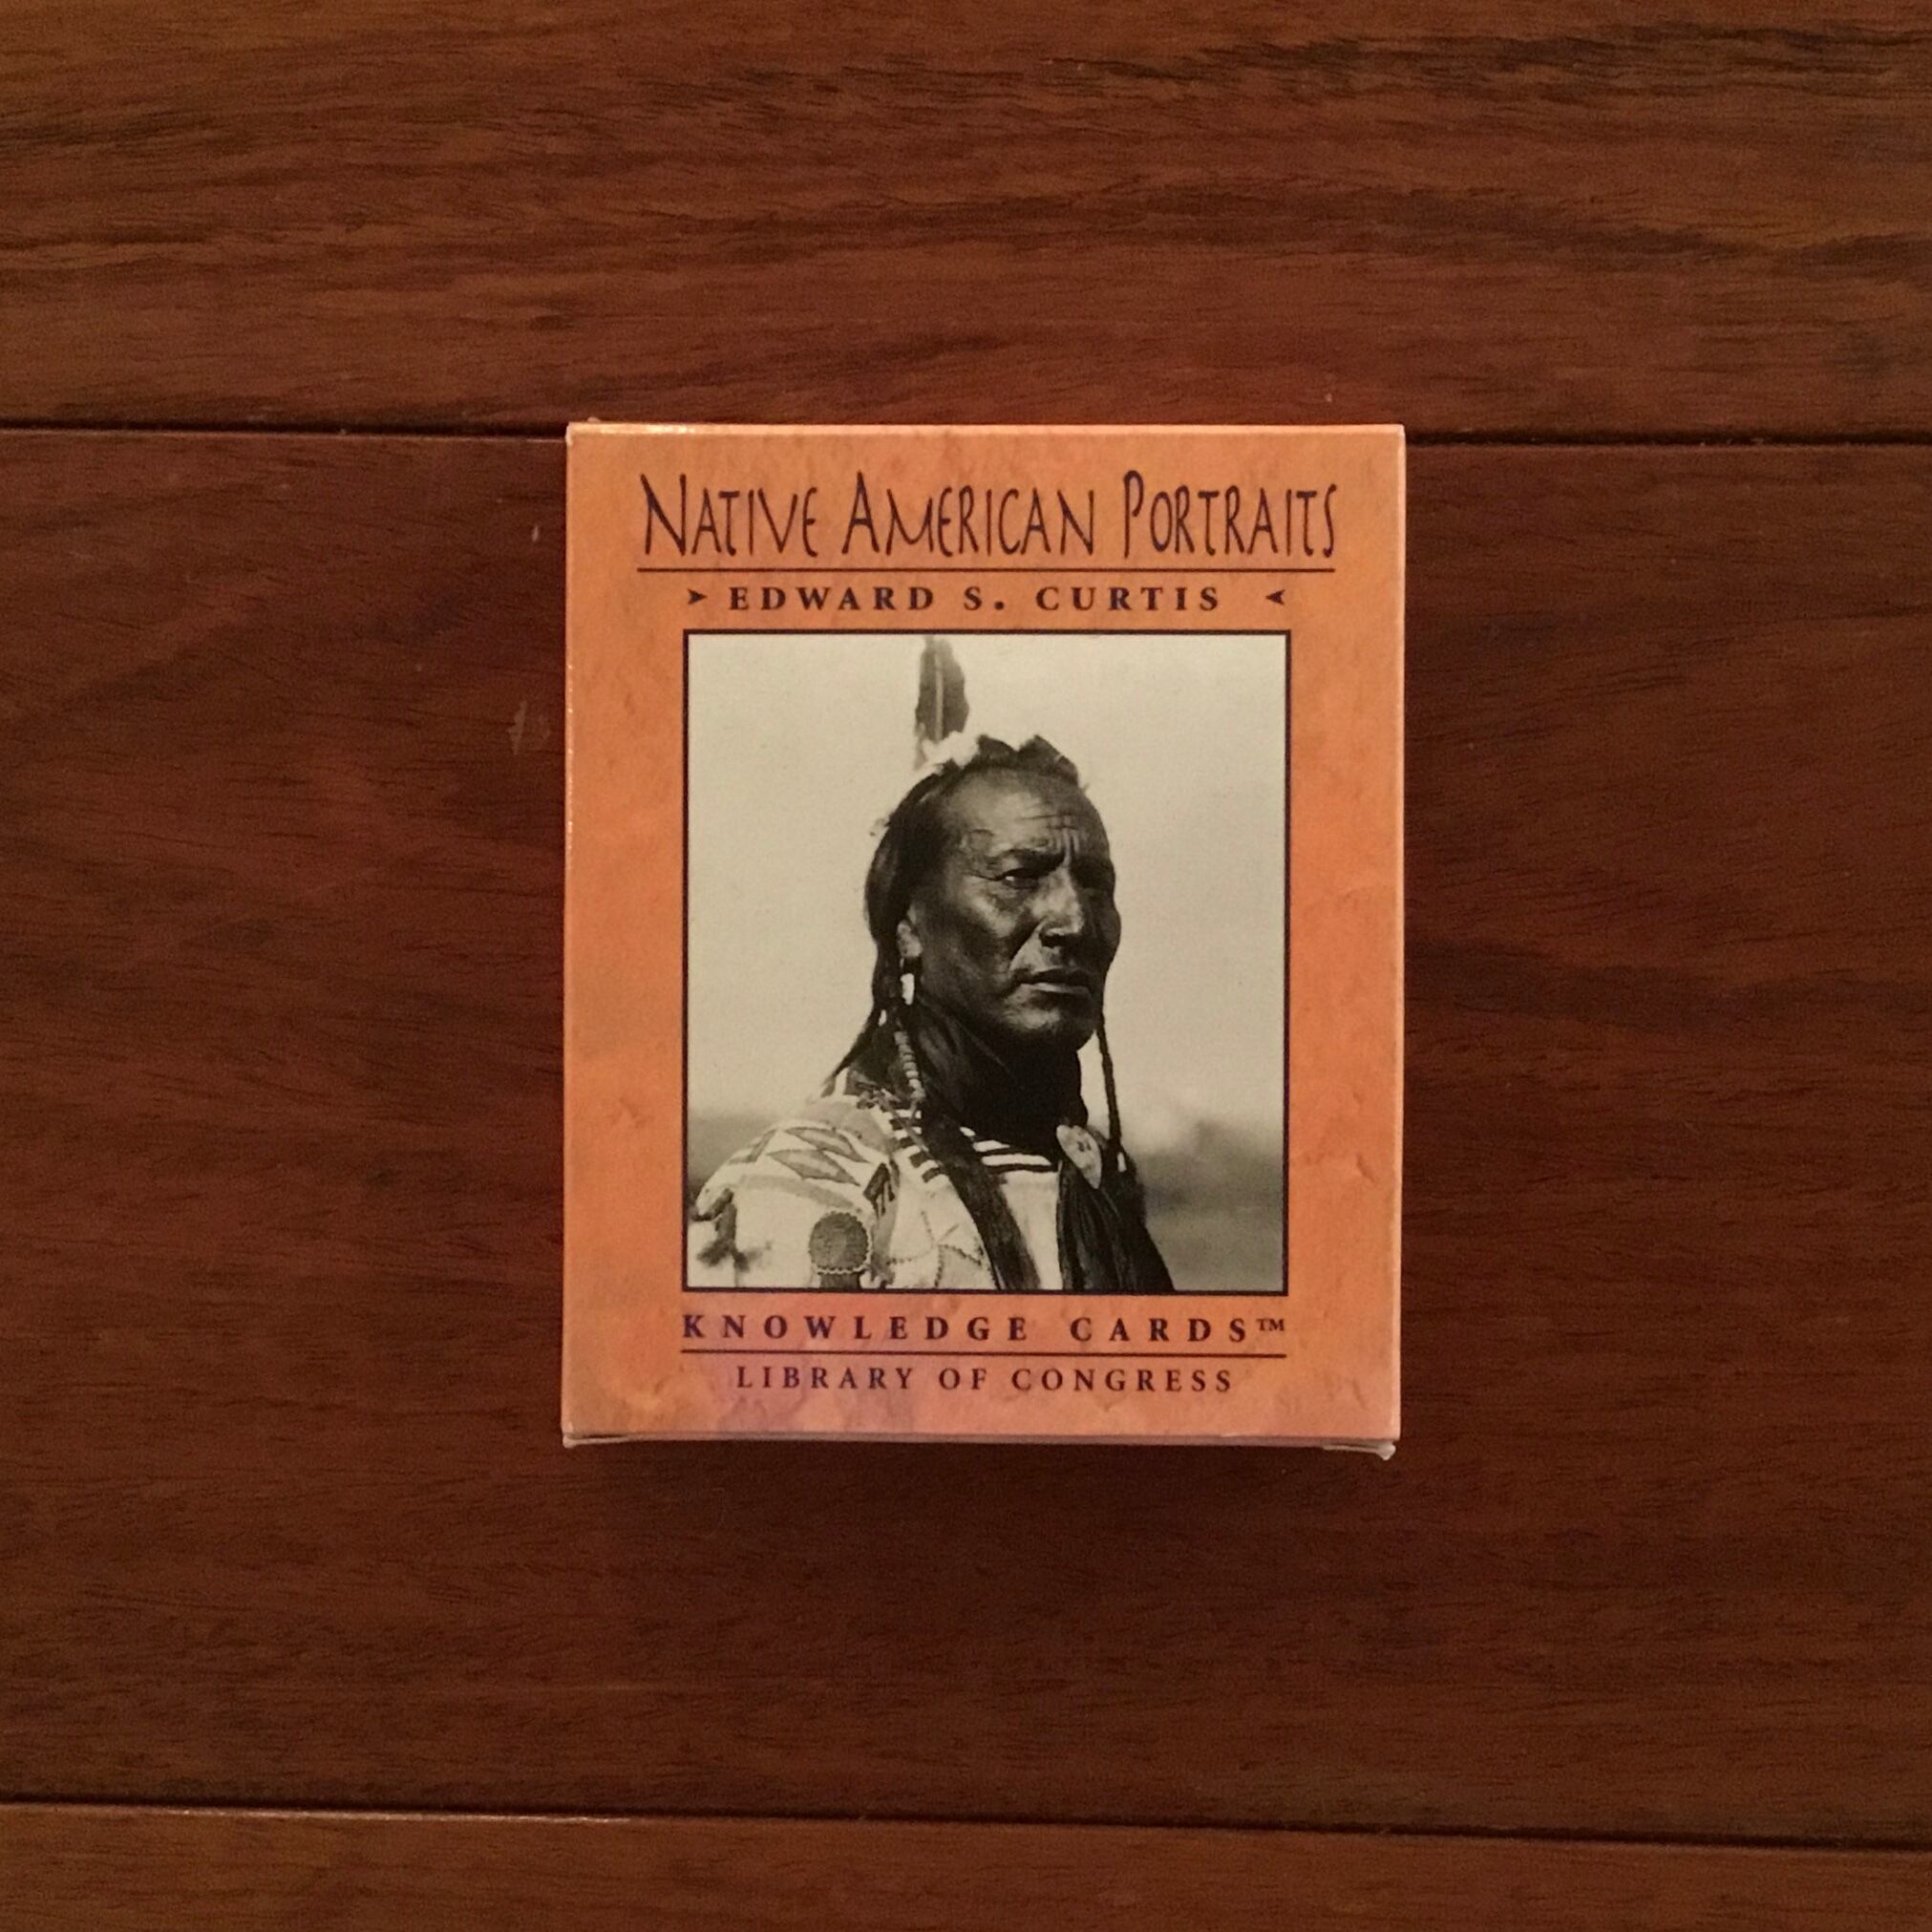 NATIVE AMERICAN PORTRAITS
EDWARD S. CURTIS
KNOWLEDGE CARDS™
LIBRARY OF CONGRESS